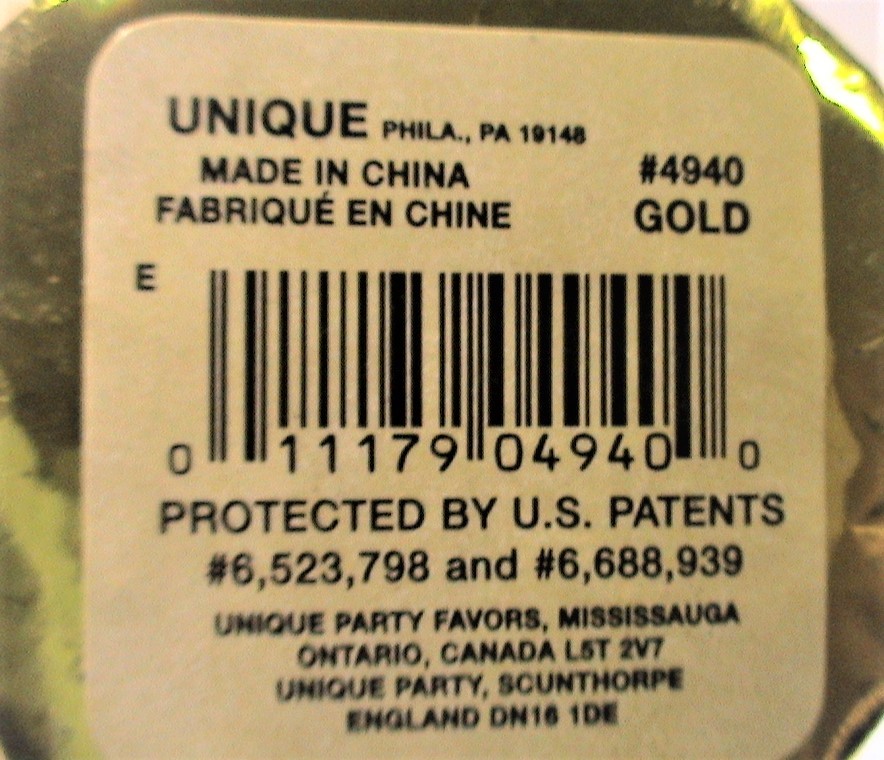 UNIQUE PHILA., PA 19148
MADE IN CHINA #4940
FABRIQUÉ EN CHINE GOLD
E
0 11179 04940 0
PROTECTED BY U.S. PATENTS
#6,523,798 and #6,688,939
UNIQUE PARTY FAVORS, MISSISSAUGA
ONTARIO, CANADA L5T 2V7
UNIQUE PARTY, SCUNTHORPE
ENGLAND DN16 1DE